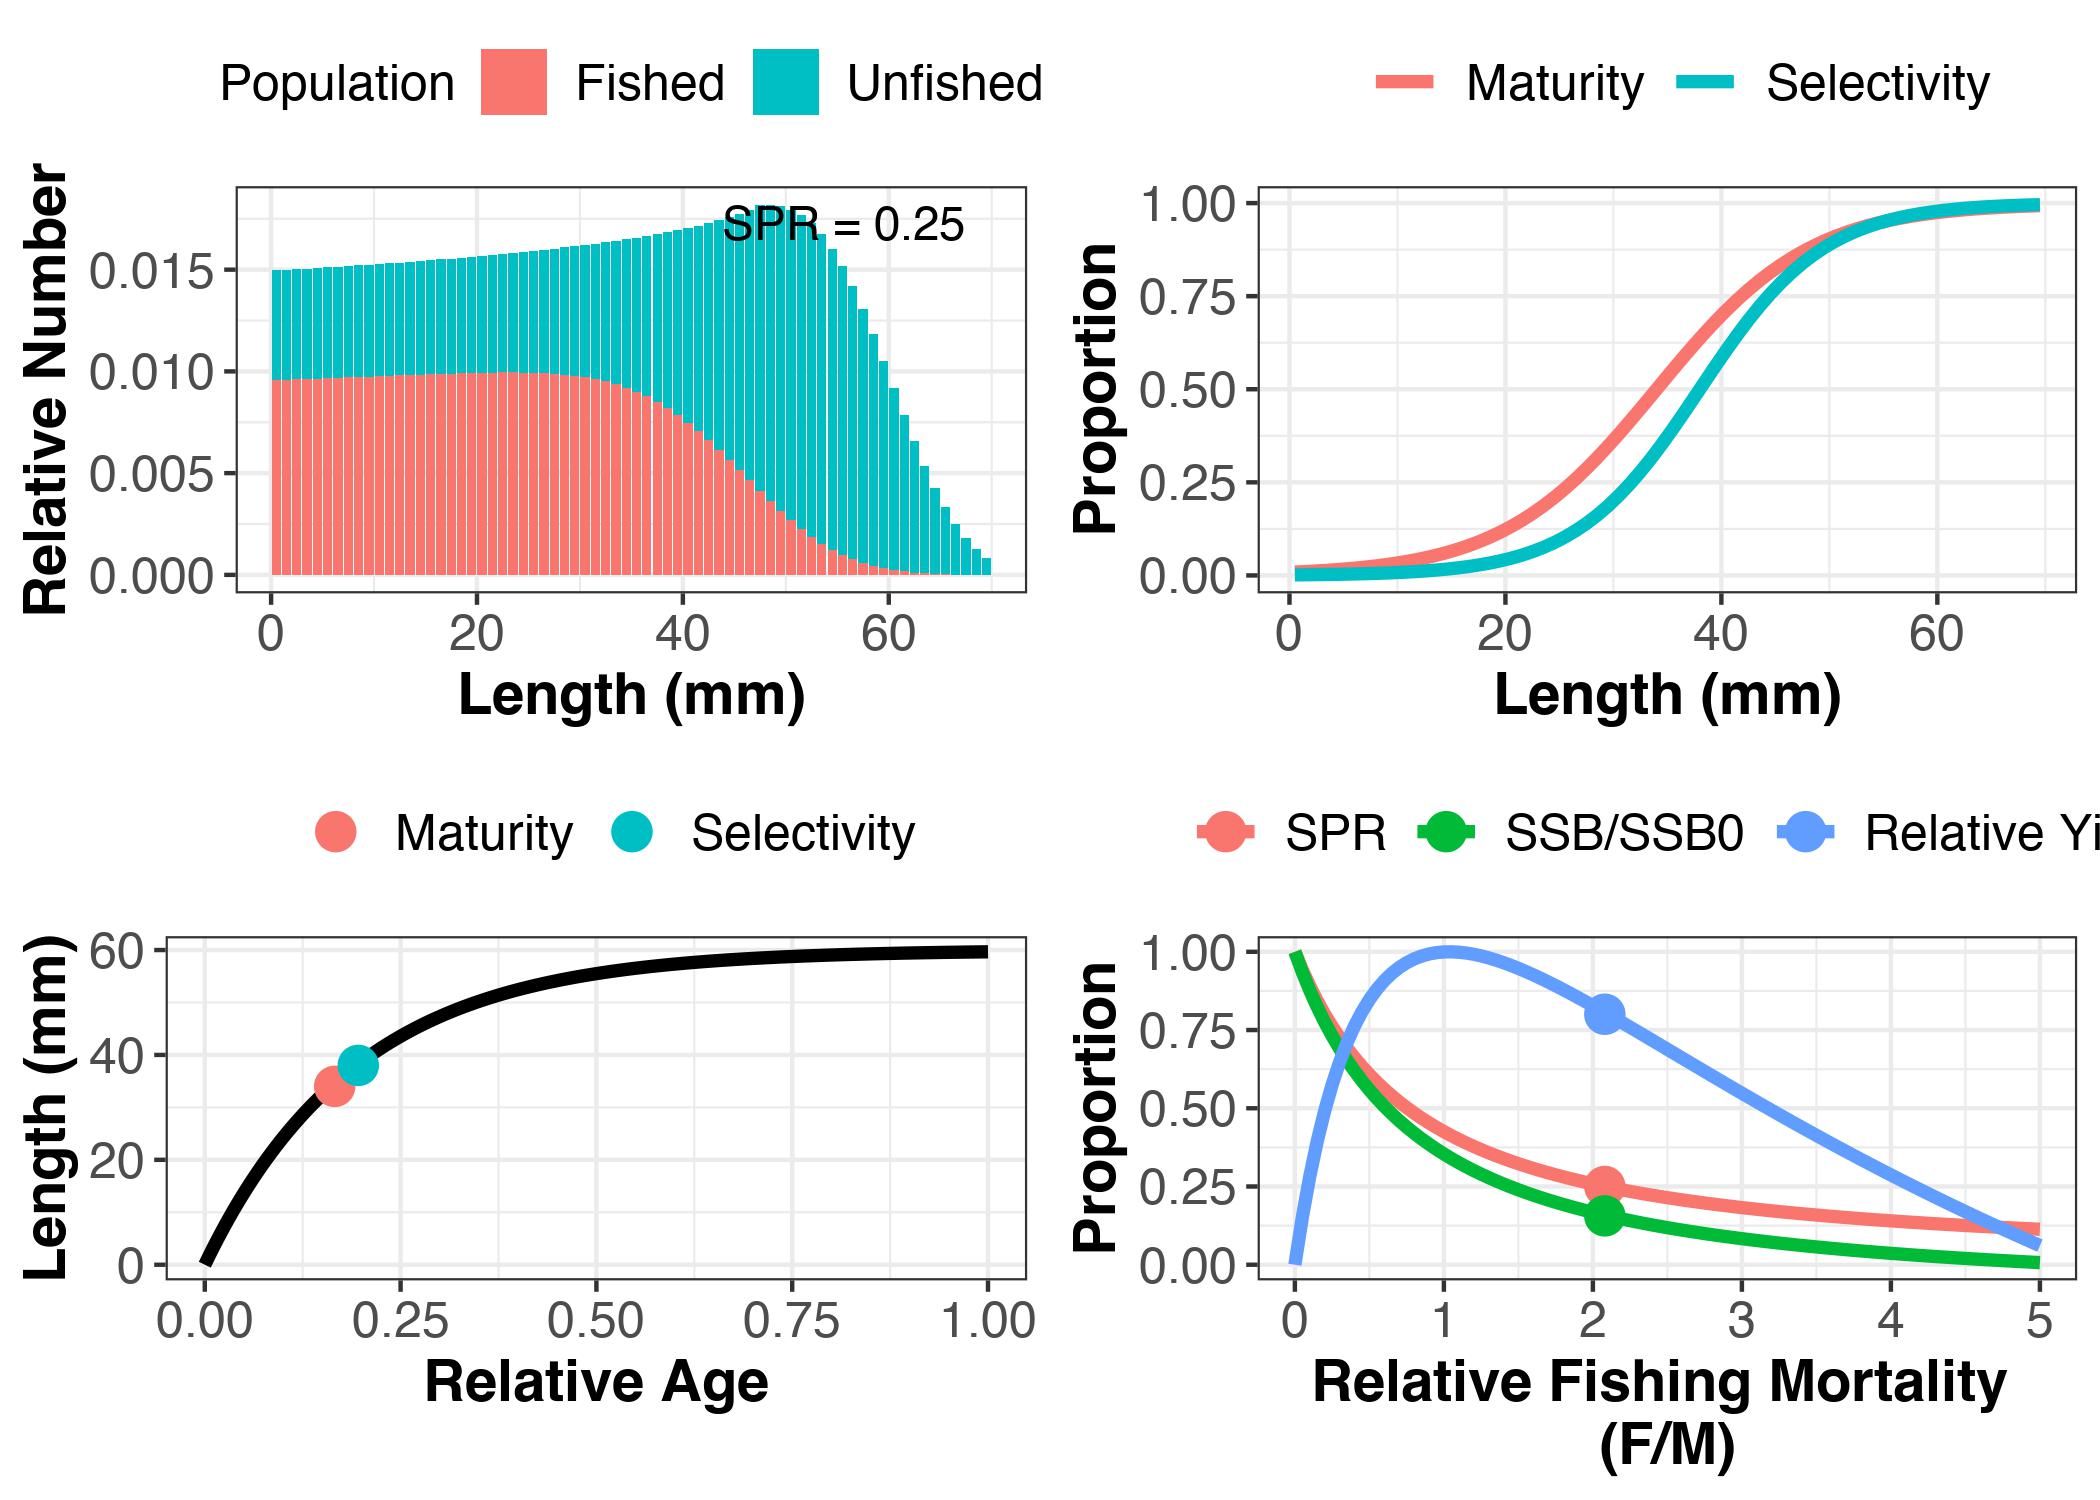 Population Fished Unfished
SPR = 0.25
Relative Number
0.015
0.010
0.005
0.000
0 20 40 60
Length (mm)
Maturity Selectivity
Proportion
1.00
0.75
0.50
0.25
0.00
0 20 40 60
Length (mm)
Maturity Selectivity
Length (mm)
60
40
20
0
0.00 0.25 0.50 0.75 1.00
Relative Age
SPR SSB/SSB0 Relative Yi
Proportion
1.00
0.75
0.50
0.25
0.00
0 1 2 3 4 5
Relative Fishing Mortality
(F/M)